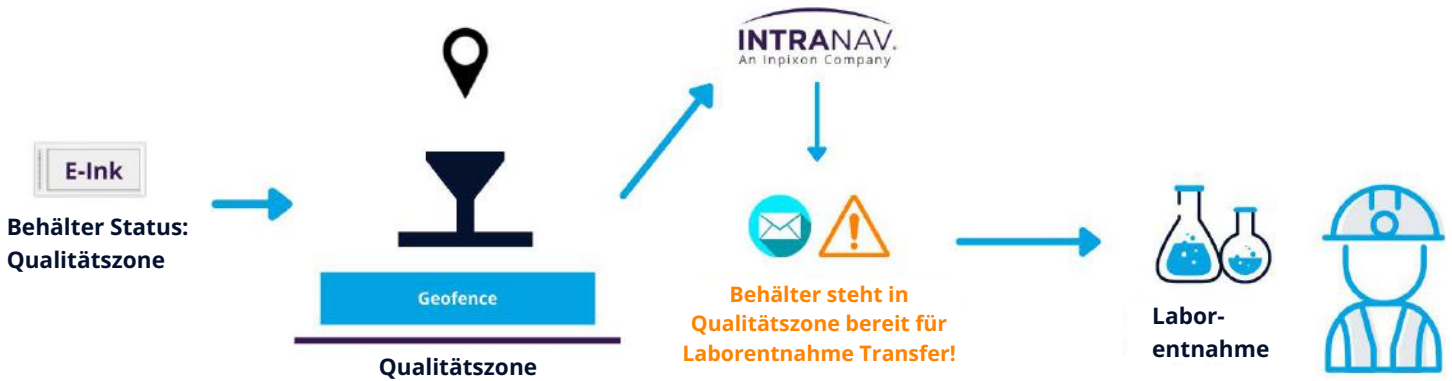 E-Ink
Behälter Status:
Qualitätszone
Geofence
Qualitätszone
INTRANAV.
An Inpixon Company
Behälter steht in
Qualitätszone bereit für
Laborentnahme Transfer!
Labor-
entnahme